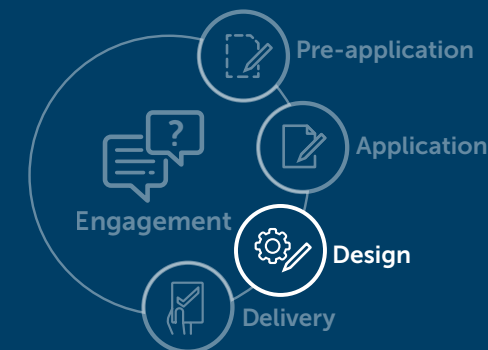 Pre-application
?
Application
Engagement
Design
Delivery